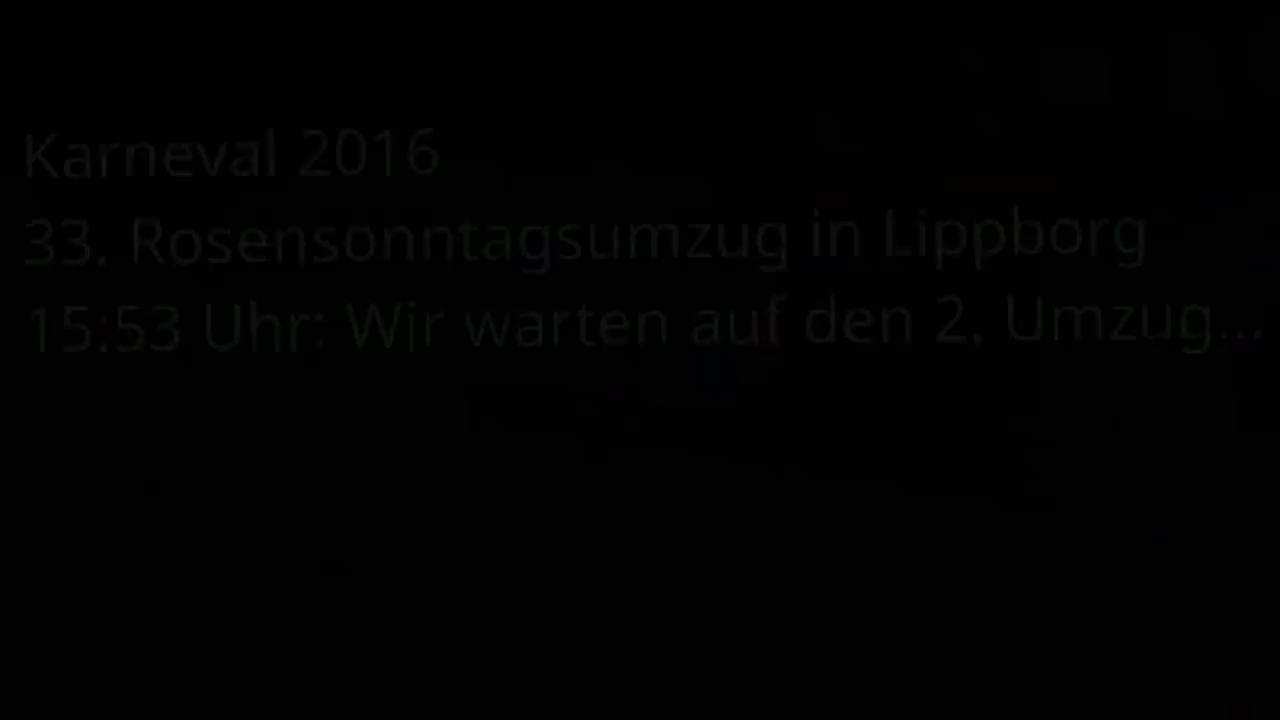 Karneval 2016
33. Rosensonntagsumzug in Lippborg
15:53 Uhr: Wir warten auf den 2. Umzug...